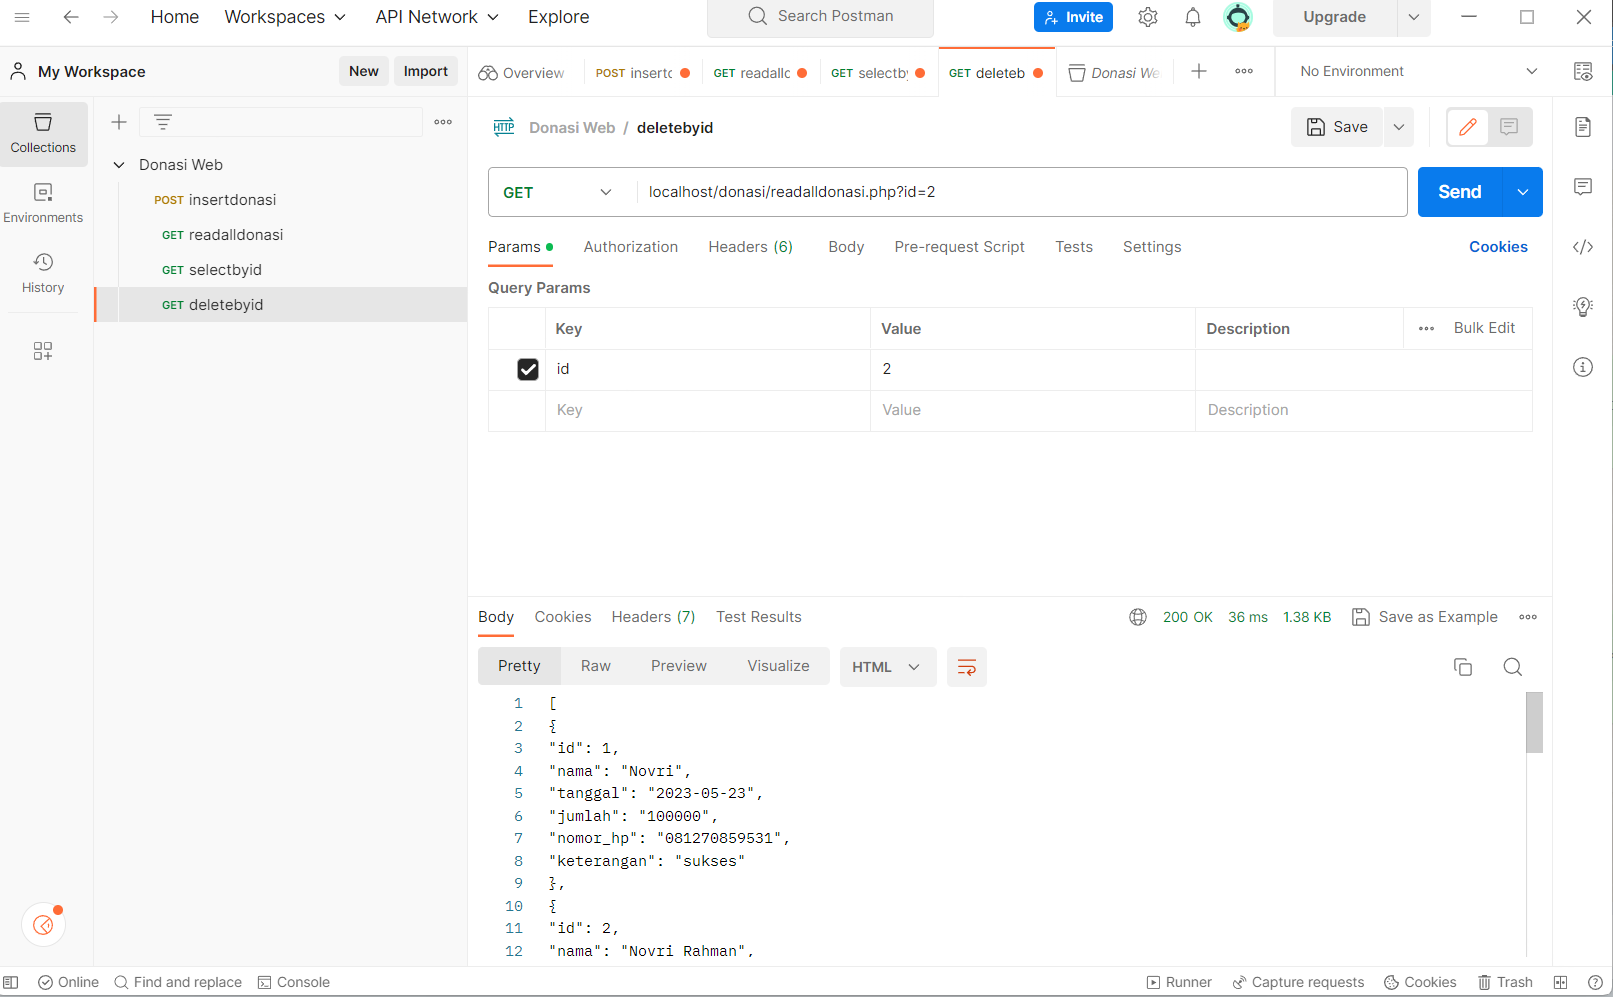 Home Workspaces API Network Explore Search Postman Invite Upgrade
My Workspace New Import Overview POST insertc GET readallc GET selectby GET deleteb Donasi We No Environment
Collections
Environments
History
Donasi Web
POST insertdonasi
GET readalldonasi
GET selectbyid
GET deletebyid
HTTP Donasi Web / deletebyid Save
GET localhost/donasi/readalldonasi.php?id=2 Send
Params Authorization Headers (6) Body Pre-request Script Tests Settings Cookies
Query Params
Key Value Description Bulk Edit
id 2
Key Value Description
Body Cookies Headers (7) Test Results 200 OK 36 ms 1.38 KB Save as Example
Pretty Raw Preview Visualize HTML
1 [
2 {
3 "id": 1,
4 "nama": "Novri",
5 "tanggal": "2023-05-23",
6 "jumlah": "100000",
7 "nomor_hp": "081270859531",
8 "keterangan": "sukses"
9 },
10 {
11 "id": 2,
12 "nama": "Novri Rahman",
Online Find and replace Console Runner Capture requests Cookies Trash